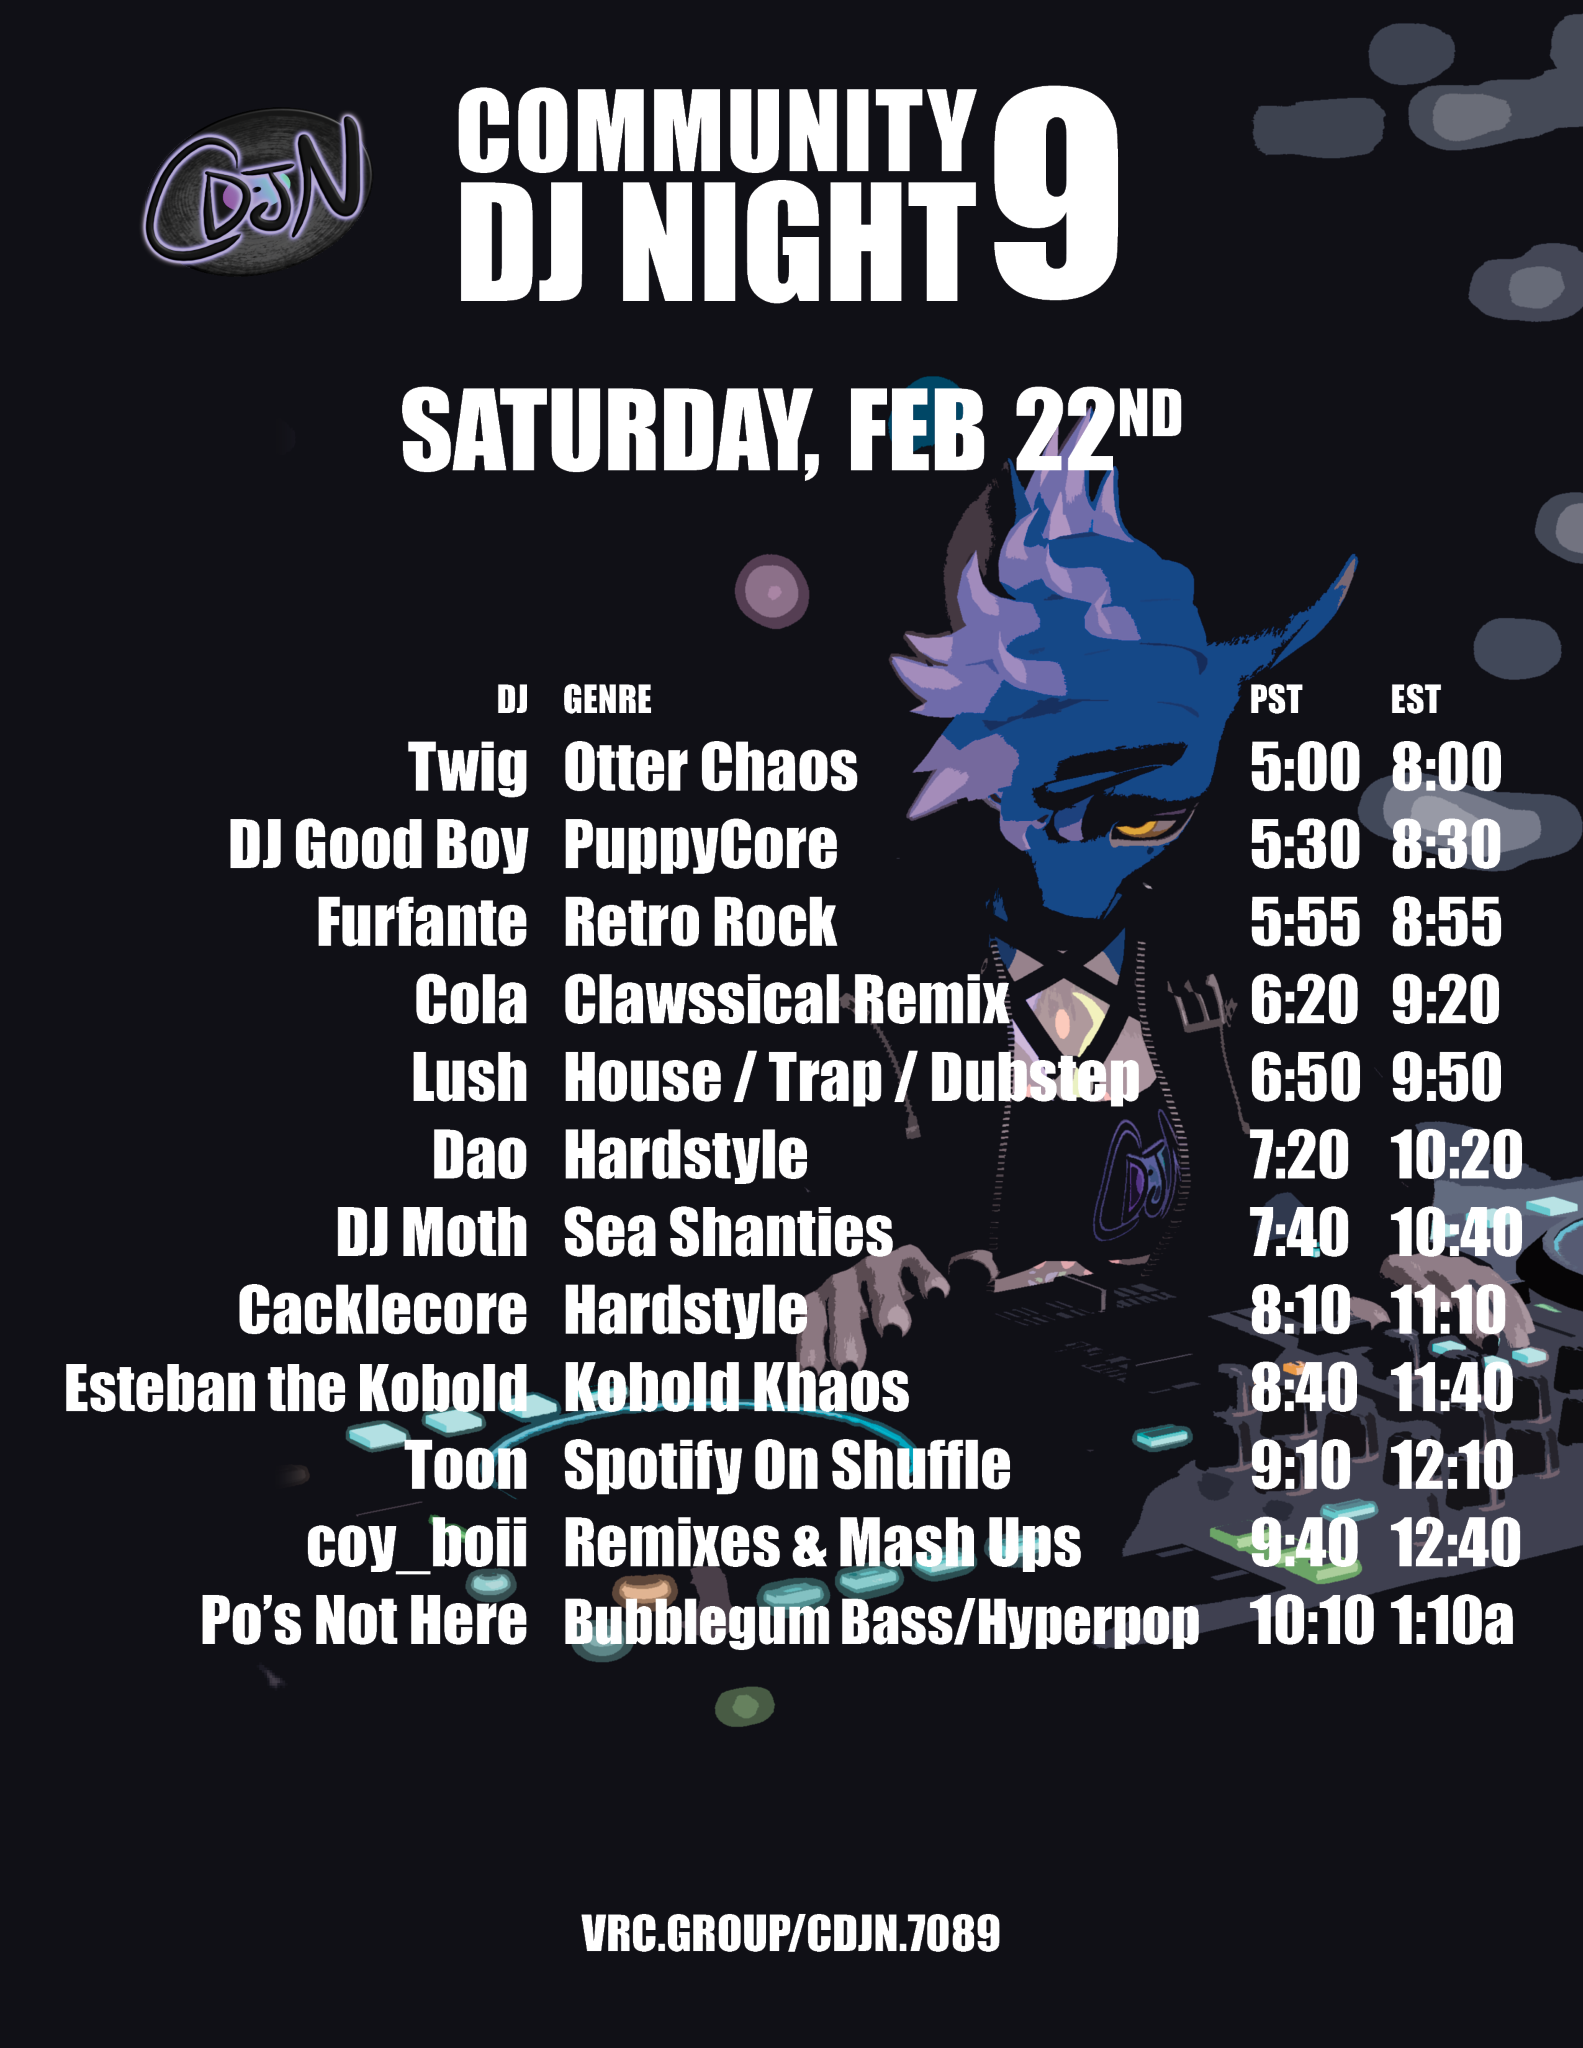 CDJN
COMMUNITY
DJ NIGHT 9
SATURDAY, FEB 22ND
DJ GENRE PST EST
Twig Otter Chaos 5:00 8:00
DJ Good Boy PuppyCore 5:30 8:30
Furfante Retro Rock 5:55 8:55
Cola Clawssical Remix 6:20 9:20
Lush House / Trap / Dubstep 6:50 9:50
Dao Hardstyle 7:20 10:20
CDJN
DJ Moth Sea Shanties 7:40 10:40
Cacklecore Hardstyle 8:10 11:10
Esteban the Kobold Kobold Khaos 8:40 11:40
Toon Spotify On Shuffle 9:10 12:10
coy_boii Remixes & Mash Ups 9:40 12:40
Po's Not Here Bubblegum Bass/Hyperpop 10:10 1:10a
VRC.GROUP/CDJN.7089